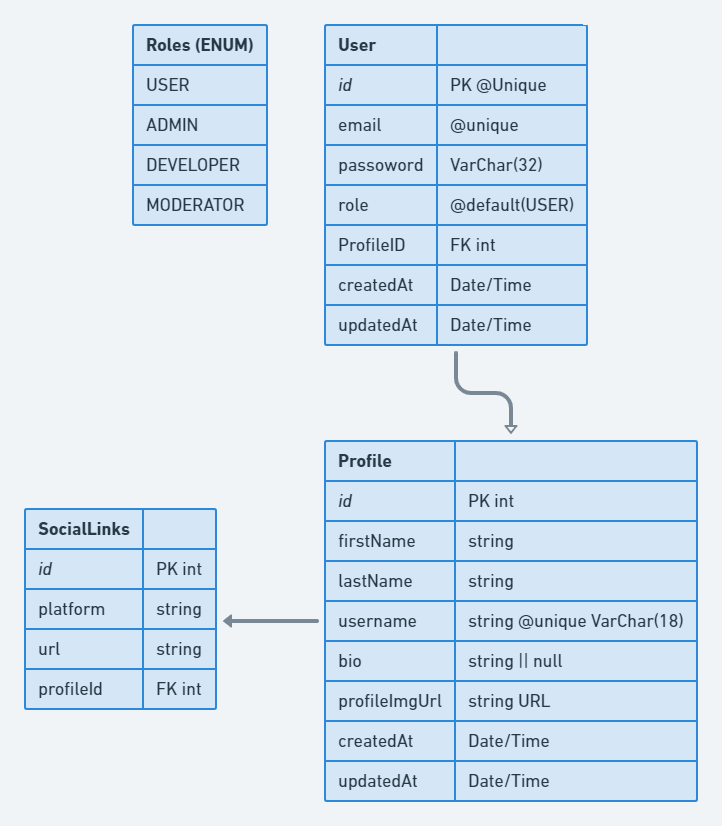 Roles (ENUM)
USER
ADMIN
DEVELOPER
MODERATOR
User
id PK @Unique
email @unique
passoword VarChar(32)
role @default(USER)
ProfileID FK int
createdAt Date/Time
updatedAt Date/Time
Profile
id PK int
firstName string
lastName string
username string @unique VarChar(18)
bio string || null
profileImgUrl string URL
createdAt Date/Time
updatedAt Date/Time
SocialLinks
id PK int
platform string
url string
profileId FK int